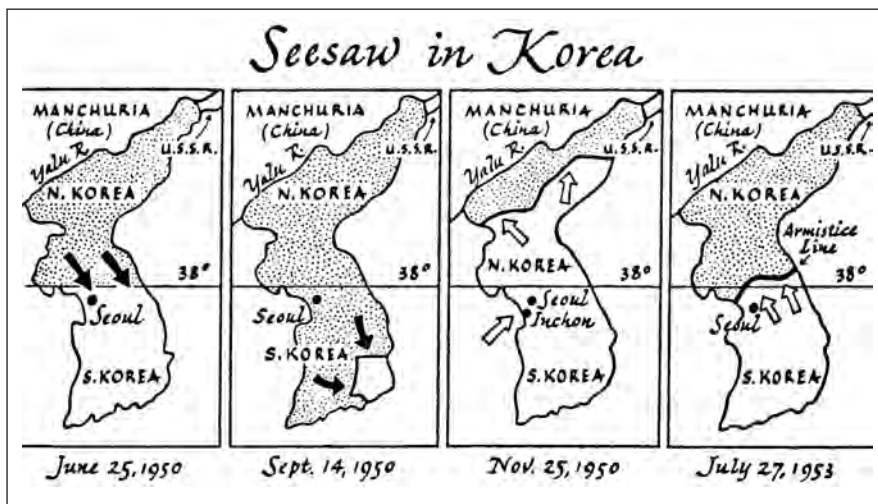 Seesaw in Korea
MANCHURIA
(China)
Yalu R.
U.S.S.R.
N. KOREA
38°
Seoul
S. KOREA
June 25, 1950
MANCHURIA
(China)
Yalu R.
U.S.S.R.
N. KOREA
38°
Seoul
S. KOREA
Sept. 14, 1950
MANCHURIA
(China)
Yalu R.
U.S.S.R.
N. KOREA
38°
Seoul
Inchon
S. KOREA
Nov. 25, 1950
MANCHURIA
(China)
Yalu R.
U.S.S.R.
N. KOREA
Armistice
Line
38°
Seoul
S. KOREA
July 27, 1953